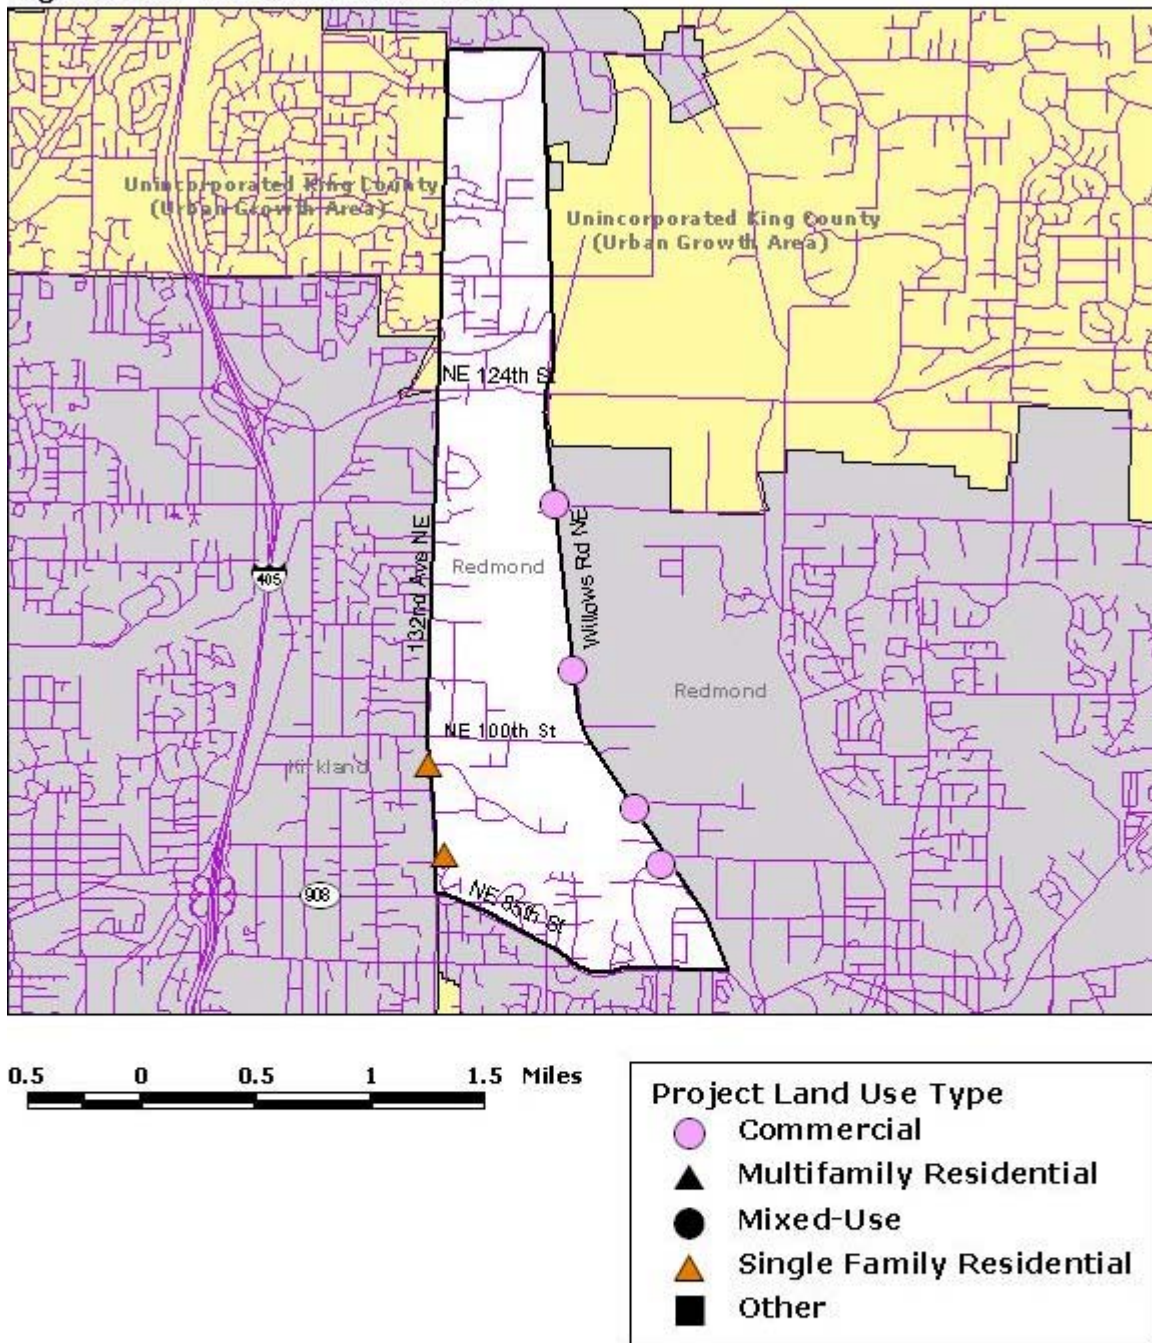 Unincorporated King County
(Urban Growth Area)
Unincorporated King County
(Urban Growth Area)
NE 124th St
132nd Ave NE
Willows Rd NE
Redmond
405
Redmond
NE 100th St
Kirkland
908
NE 85th St
0.5 0 0.5 1 1.5 Miles
Project Land Use Type
Commercial
Multifamily Residential
Mixed-Use
Single Family Residential
Other